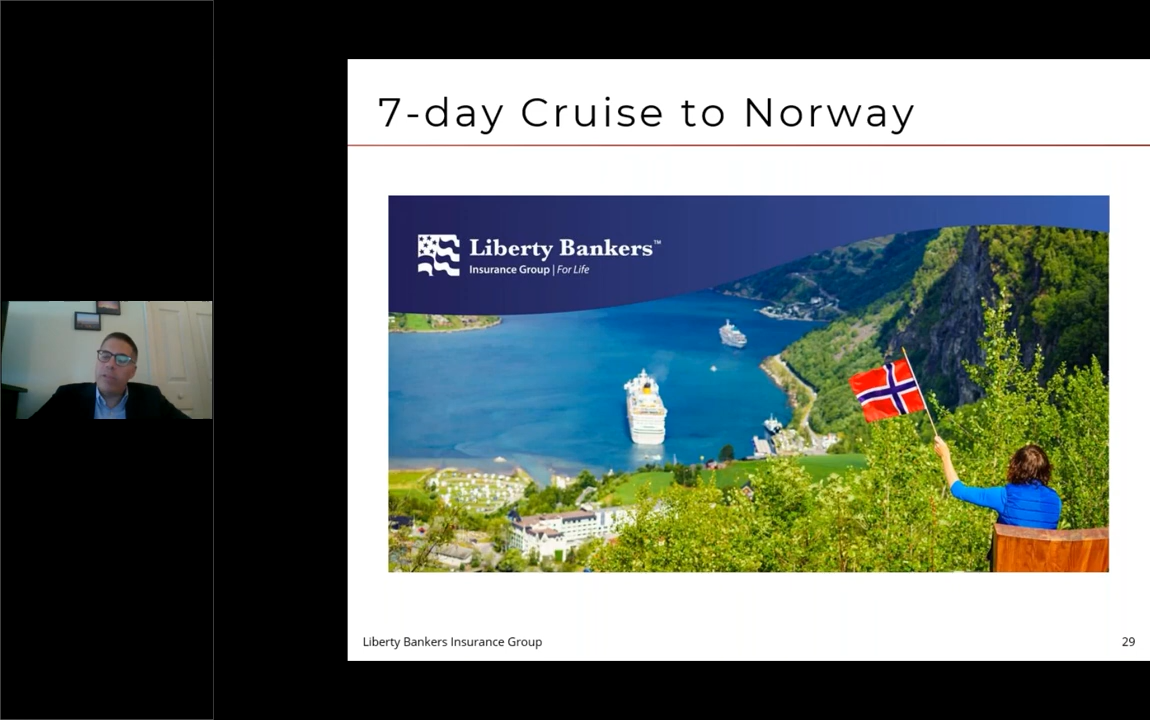 7-day Cruise to Norway
Liberty Bankers™
Insurance Group | For Life
Liberty Bankers Insurance Group
29